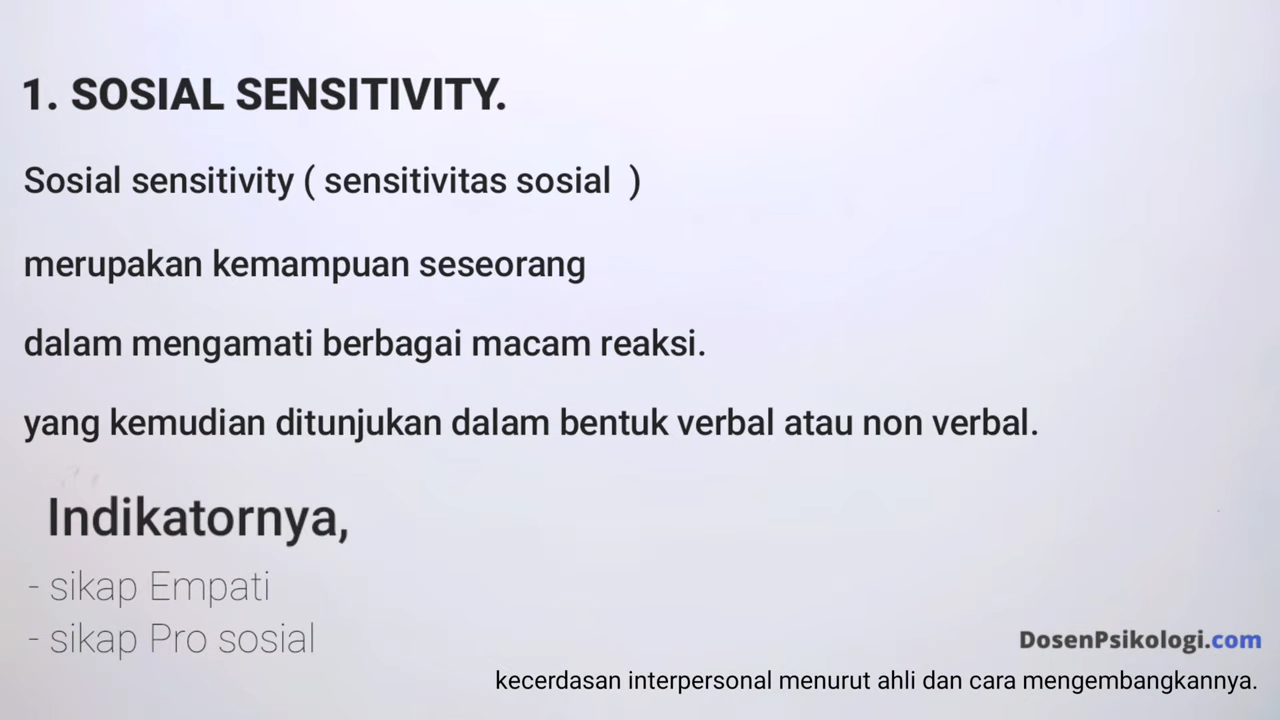 1. SOSIAL SENSITIVITY.
Sosial sensitivity ( sensitivitas sosial )
merupakan kemampuan seseorang
dalam mengamati berbagai macam reaksi.
yang kemudian ditunjukan dalam bentuk verbal atau non verbal.
Indikatornya,
- sikap Empati
- sikap Pro sosial
DosenPsikologi.com
kecerdasan interpersonal menurut ahli dan cara mengembangkannya.